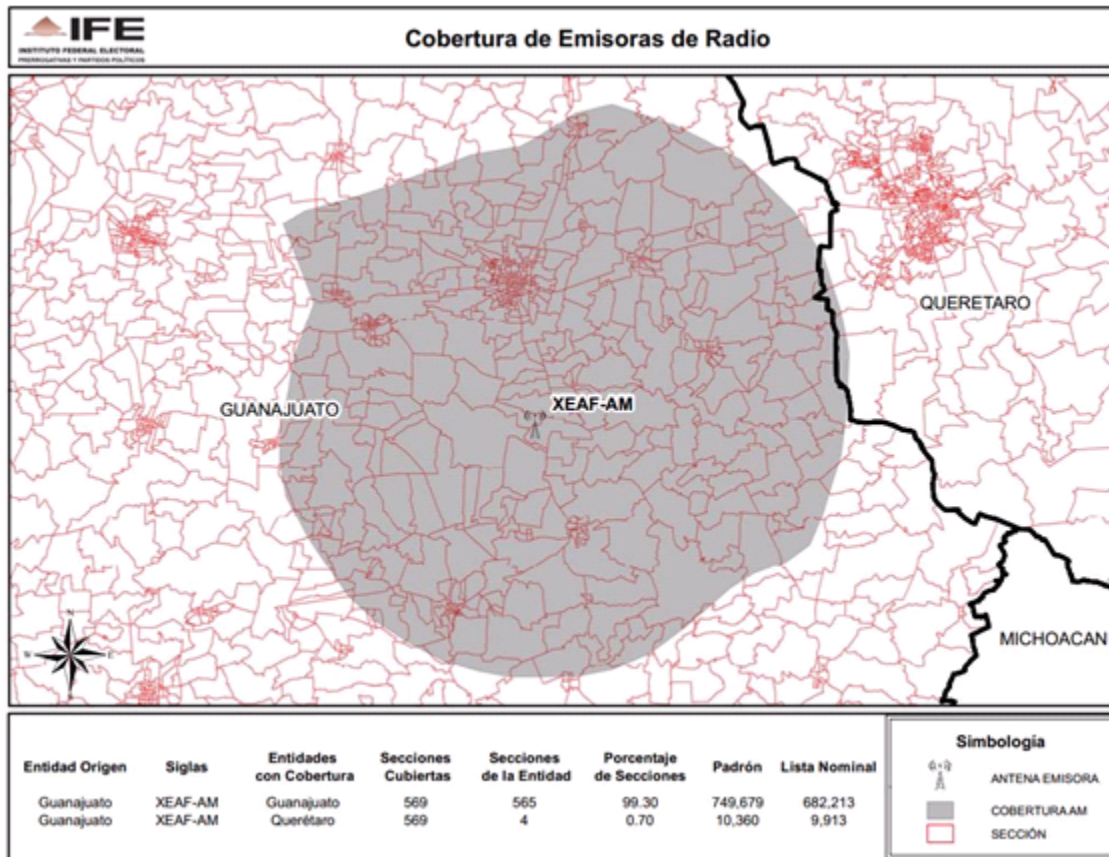 IFE
INSTITUTO FEDERAL ELECTORAL
PRERROGATIVAS Y PARTIDOS POLÍTICOS
Cobertura de Emisoras de Radio
QUERETARO
GUANAJUATO
XEAF-AM
MICHOACAN
N
W E
S
Entidad Origen Siglas Entidades con Cobertura Secciones Cubiertas Secciones de la Entidad Porcentaje de Secciones Padrón Lista Nominal
Guanajuato XEAF-AM Guanajuato 569 565 99.30 749,679 682,213
Guanajuato XEAF-AM Querétaro 569 4 0.70 10,360 9,913
Simbología
ANTENA EMISORA
COBERTURA AM
SECCIÓN